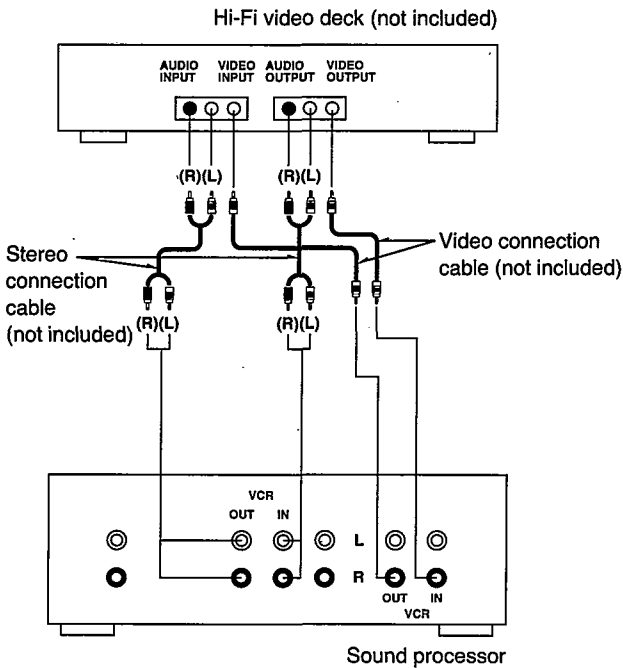 Hi-Fi video deck (not included)
AUDIO INPUT
VIDEO INPUT
AUDIO OUTPUT
VIDEO OUTPUT
(R)(L)
(R)(L)
Stereo
connection
cable
(not included)
Video connection
cable (not included)
(R)(L)
(R)(L)
VCR
OUT IN
L
R
OUT IN
VCR
Sound processor